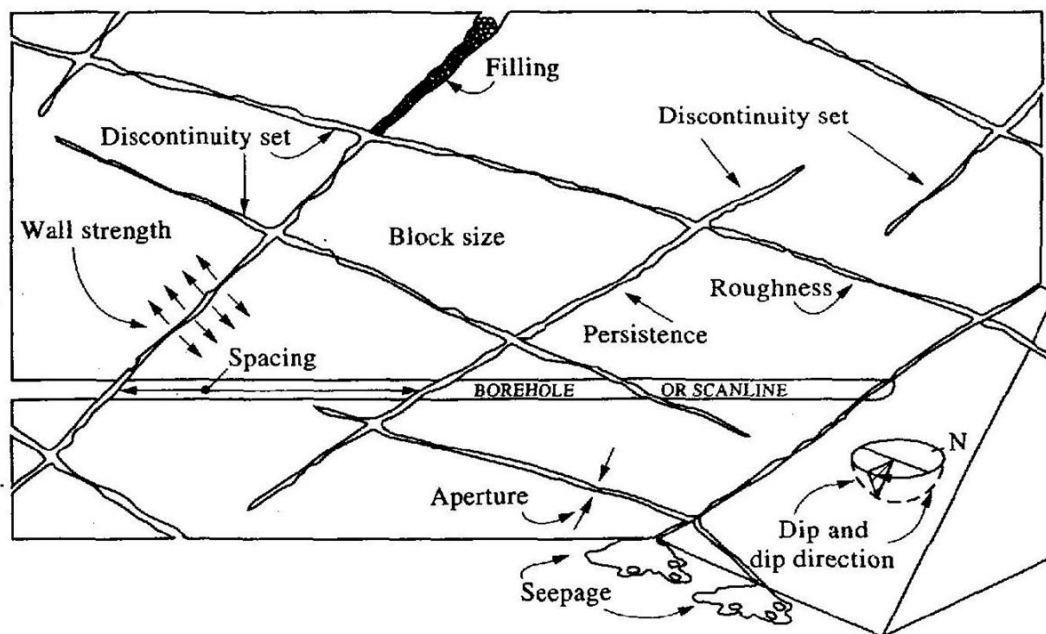 Filling
Discontinuity set
Discontinuity set
Wall strength
Block size
Roughness
Persistence
Spacing
BOREHOLE OR SCANLINE
N
Aperture
Dip and
dip direction
Seepage